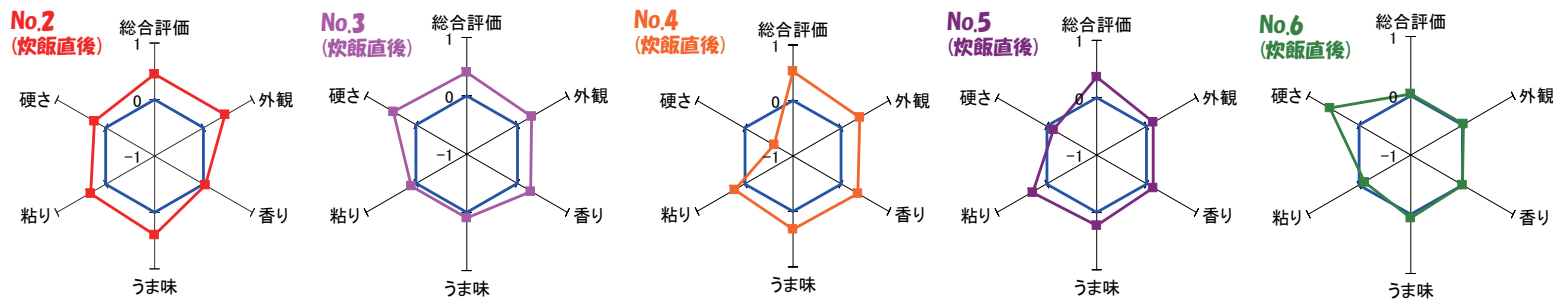 No.2
(炊飯直後)
総合評価
1
0
-1
外観
香り
うま味
粘り
硬さ
No.3
(炊飯直後)
総合評価
1
0
-1
外観
香り
うま味
粘り
硬さ
No.4
(炊飯直後)
総合評価
1
0
-1
外観
香り
うま味
粘り
硬さ
No.5
(炊飯直後)
総合評価
1
0
-1
外観
香り
うま味
粘り
硬さ
No.6
(炊飯直後)
総合評価
1
0
-1
外観
香り
うま味
粘り
硬さ